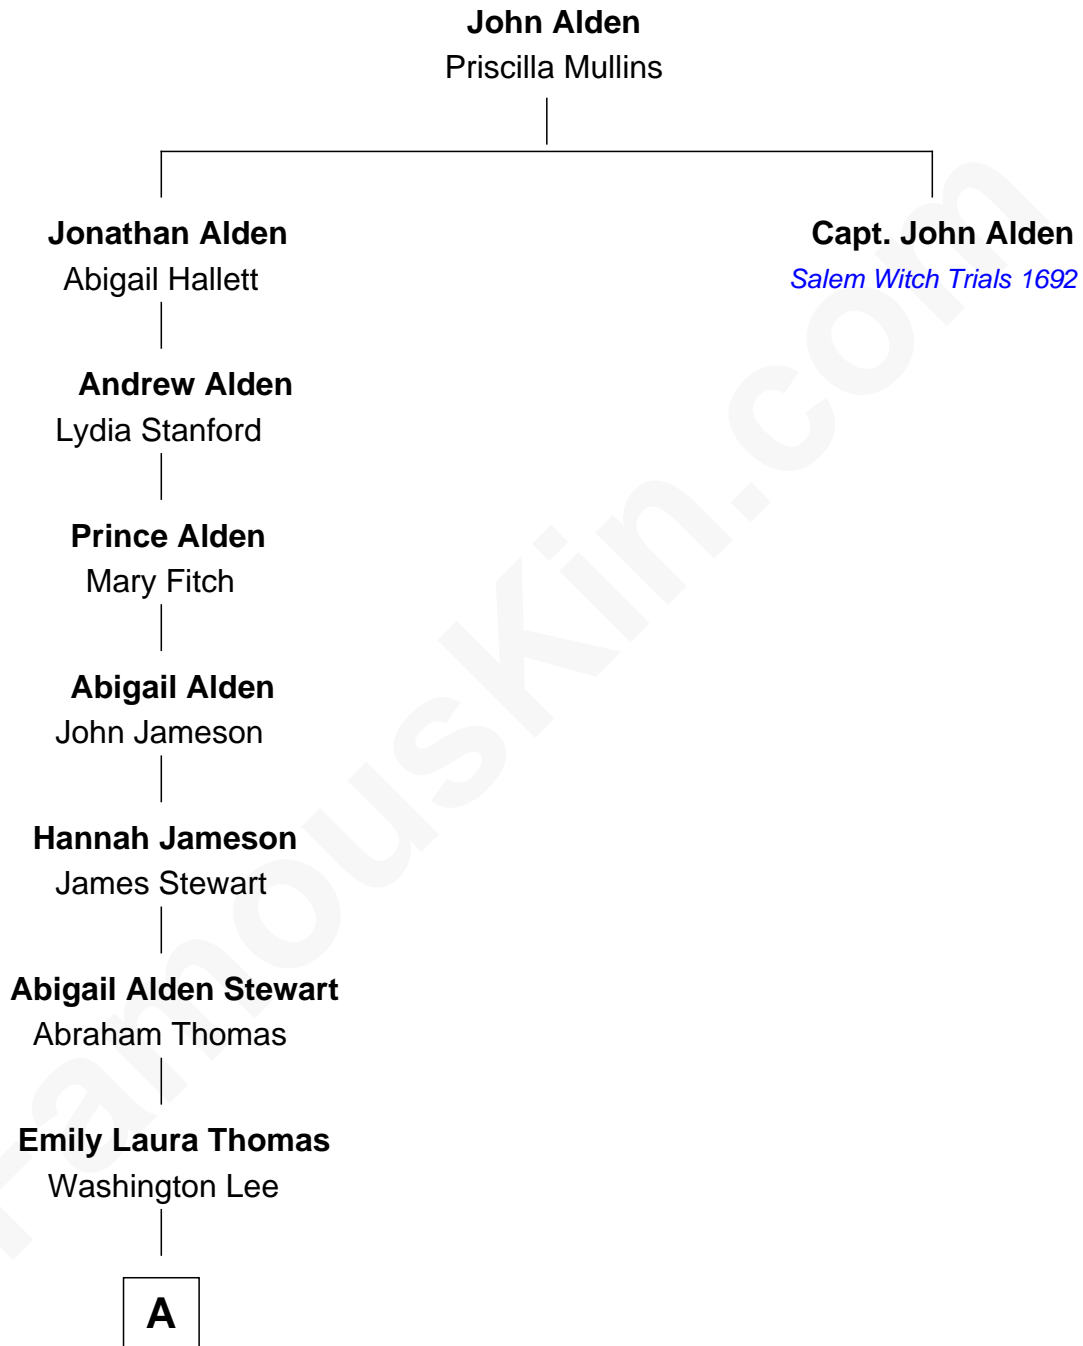 John Alden
Priscilla Mullins
Jonathan Alden
Abigail Hallett
Capt. John Alden
Salem Witch Trials 1692
Andrew Alden
Lydia Stanford
Prince Alden
Mary Fitch
Abigail Alden
John Jameson
Hannah Jameson
James Stewart
Abigail Alden Stewart
Abraham Thomas
Emily Laura Thomas
Washington Lee
A
FamousKin.com